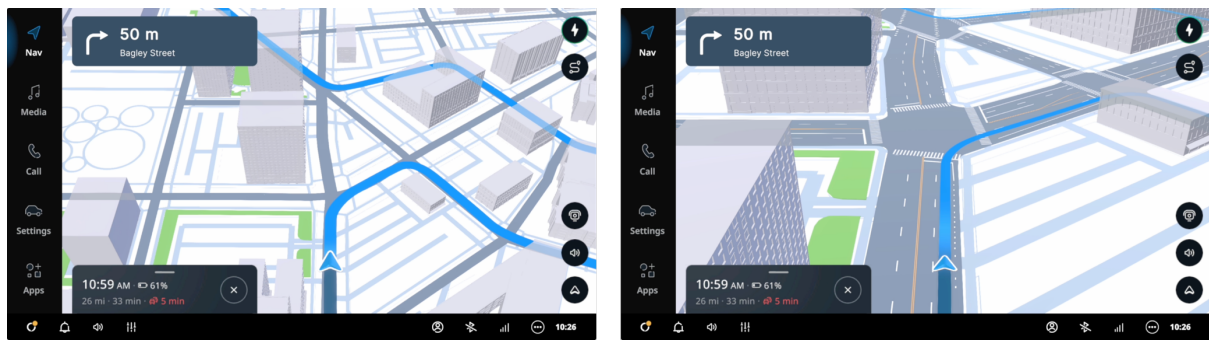 50 m
Bagley Street
Nav
Media
Call
Settings
Apps
10:59 AM · 61%
26 mi · 33 min · 5 min
10:26
50 m
Bagley Street
Nav
Media
Call
Settings
Apps
10:59 AM · 61%
26 mi · 33 min · 5 min
10:26